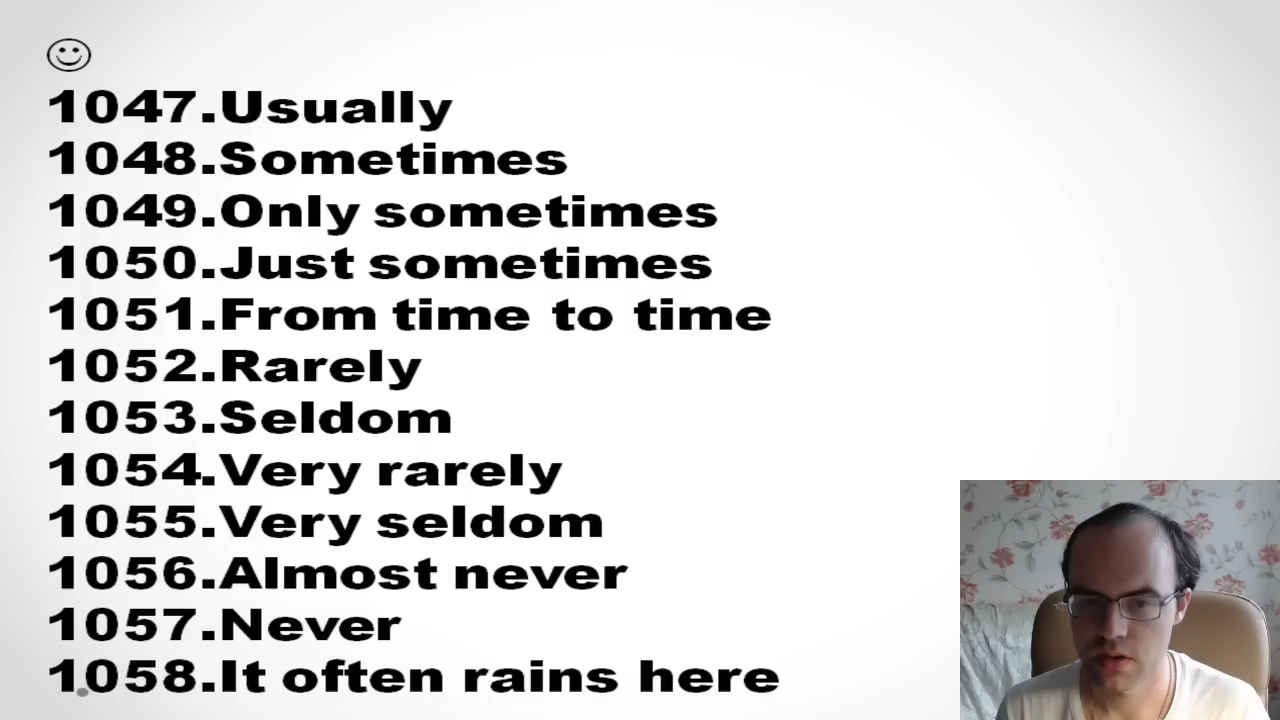 1047.Usually
1048.Sometimes
1049.Only sometimes
1050.Just sometimes
1051.From time to time
1052.Rarely
1053.Seldom
1054.Very rarely
1055.Very seldom
1056.Almost never
1057.Never
1058.It often rains here